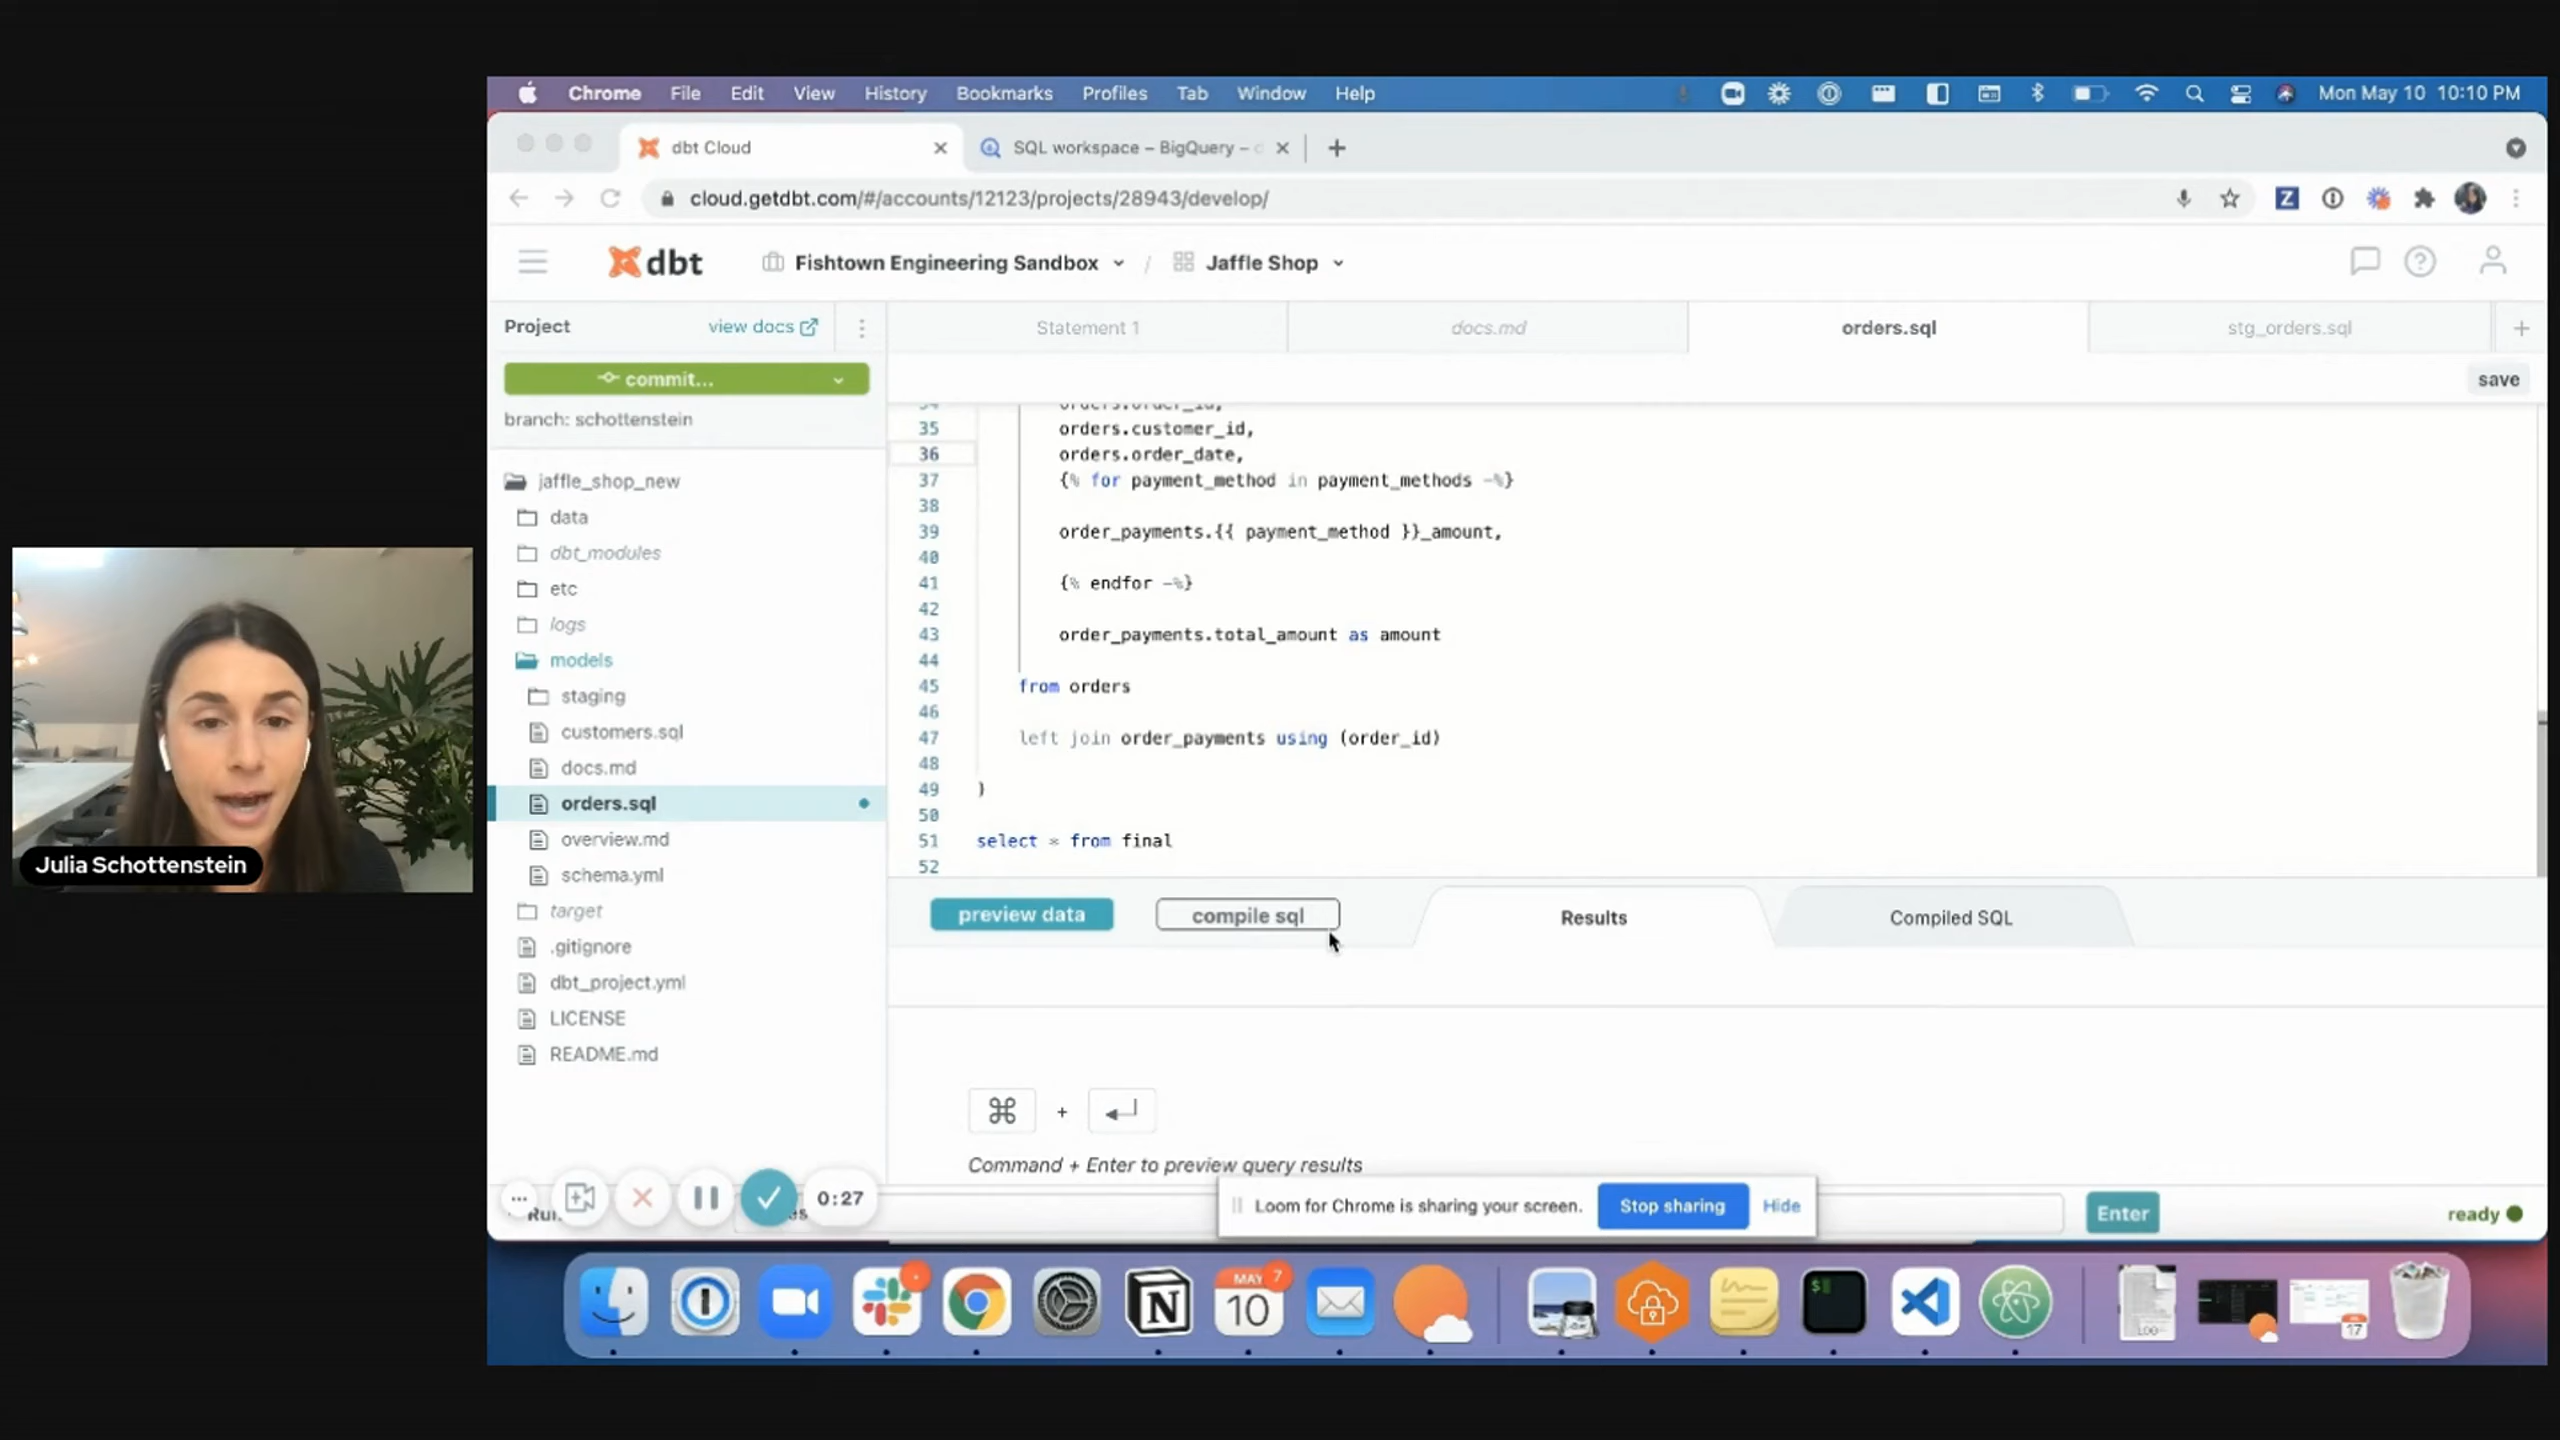 Chrome File Edit View History Bookmarks Profiles Tab Window Help Mon May 10 10:10 PM
dbt Cloud
SQL workspace – BigQuery –
cloud.getdbt.com/#/accounts/12123/projects/28943/develop/
dbt
Fishtown Engineering Sandbox / Jaffle Shop
Project view docs
Statement 1 docs.md orders.sql stg_orders.sql
commit...
save
branch: schottenstein
jaffle_shop_new
data
dbt_modules
etc
logs
models
staging
customers.sql
docs.md
orders.sql
overview.md
schema.yml
target
.gitignore
dbt_project.yml
LICENSE
README.md
34 orders.order_id,
35 orders.customer_id,
36 orders.order_date,
37 {% for payment_method in payment_methods -%}
38
39 order_payments.{{ payment_method }}_amount,
40
41 {% endfor -%}
42
43 order_payments.total_amount as amount
44
45 from orders
46
47 left join order_payments using (order_id)
48
49 )
50
51 select * from final
52
preview data compile sql Results Compiled SQL
⌘ + ↵
Command + Enter to preview query results
0:27
Loom for Chrome is sharing your screen. Stop sharing Hide
Enter
ready
Julia Schottenstein
MAY 7
10
17